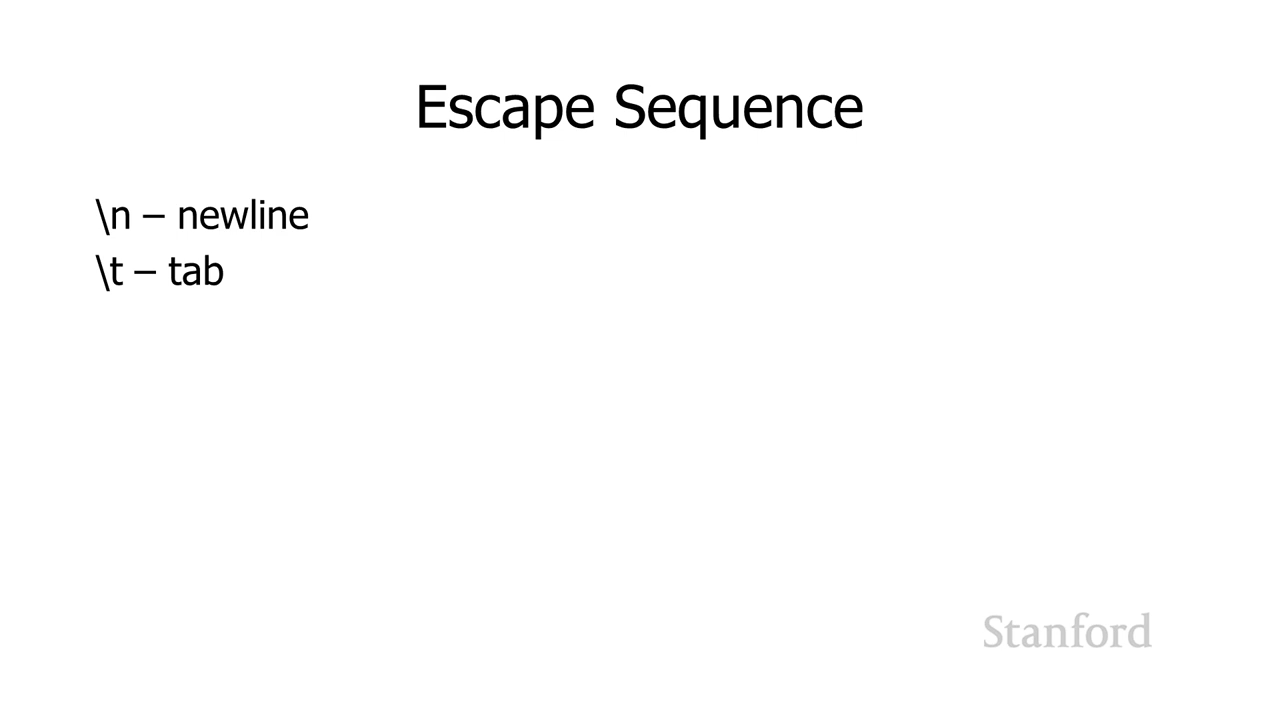 Escape Sequence
\n – newline
\t – tab
Stanford